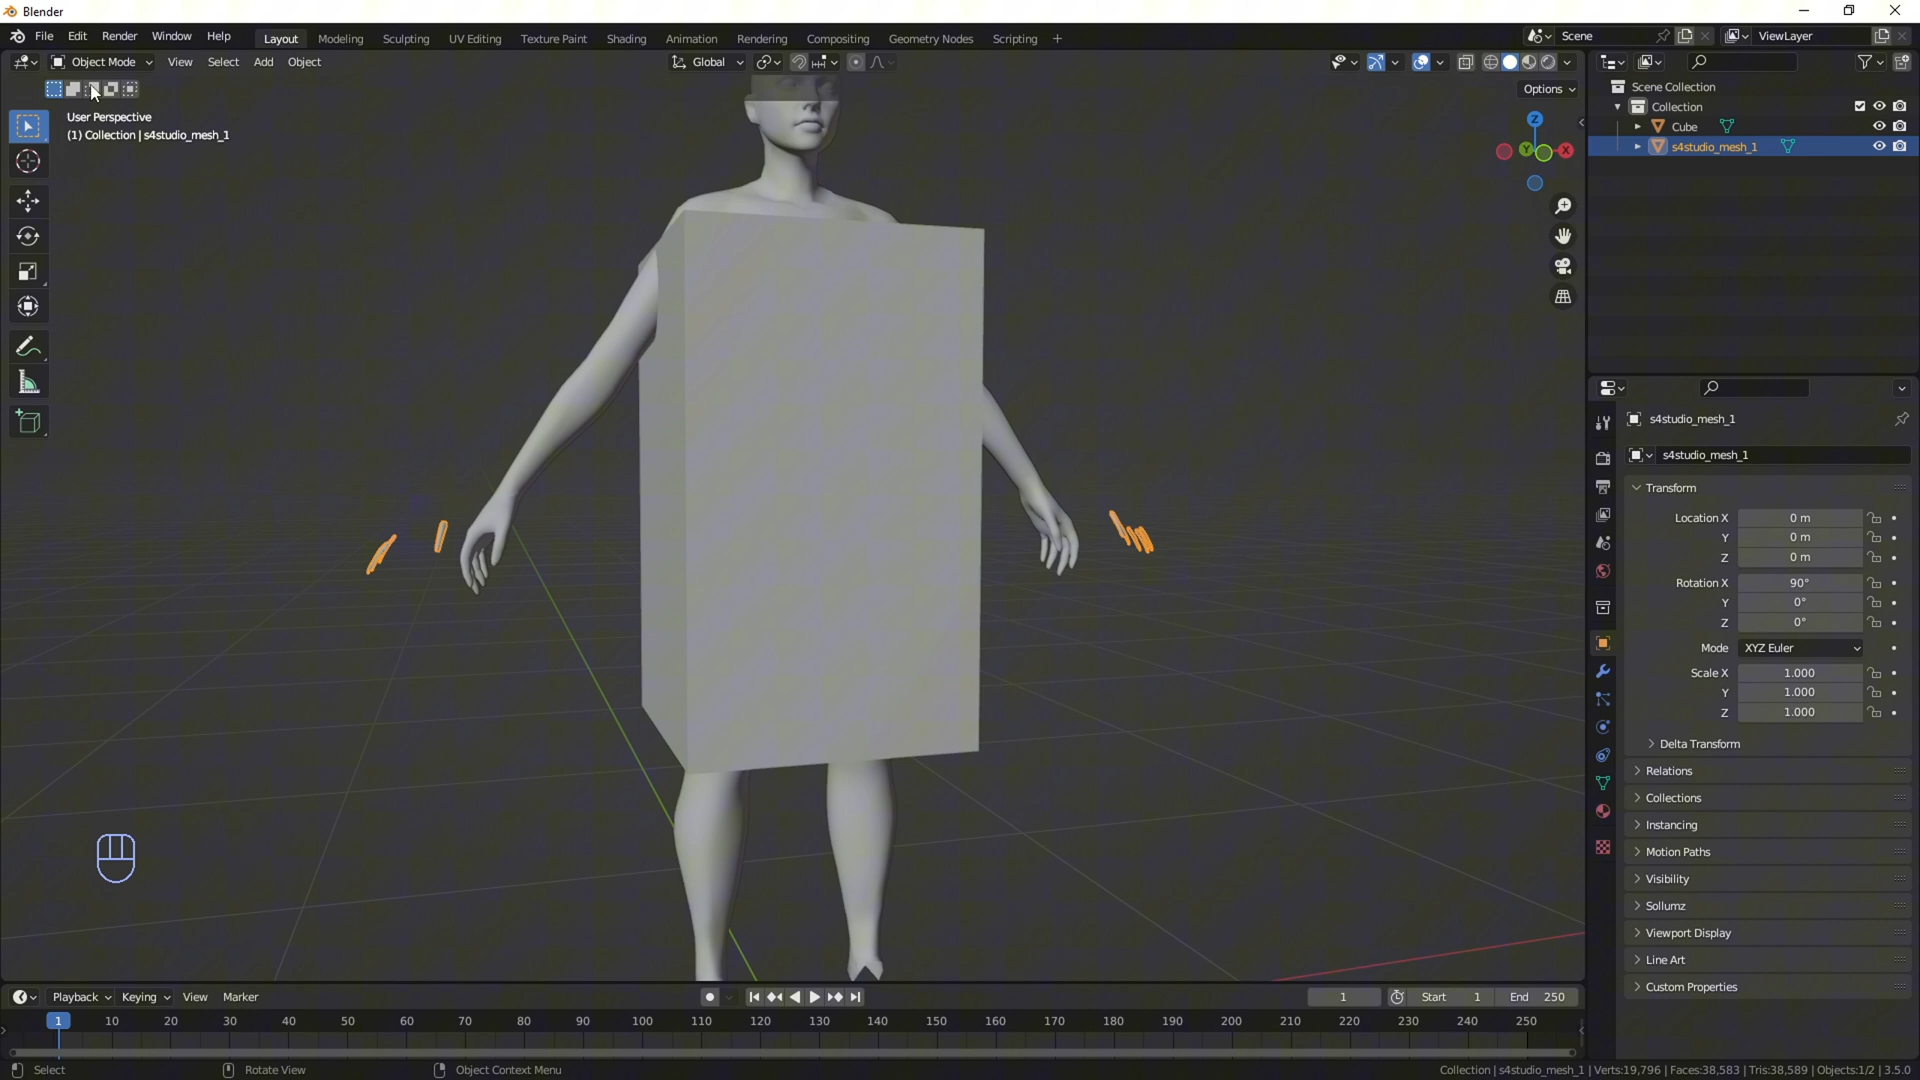 Blender
File Edit Render Window Help Layout Modeling Sculpting UV Editing Texture Paint Shading Animation Rendering Compositing Geometry Nodes Scripting + Scene ViewLayer
Object Mode View Select Add Object Global
Options
User Perspective
(1) Collection | s4studio_mesh_1
Z
Y
X
Scene Collection
Collection
Cube
s4studio_mesh_1
s4studio_mesh_1
s4studio_mesh_1
Transform
Location X 0 m
Y 0 m
Z 0 m
Rotation X 90°
Y 0°
Z 0°
Mode XYZ Euler
Scale X 1.000
Y 1.000
Z 1.000
Delta Transform
Relations
Collections
Instancing
Motion Paths
Visibility
Sollumz
Viewport Display
Line Art
Custom Properties
Playback Keying View Marker 1 Start 1 End 250
1 10 20 30 40 50 60 70 80 90 100 110 120 130 140 150 160 170 180 190 200 210 220 230 240 250
Select Rotate View Object Context Menu Collection | s4studio_mesh_1 | Verts:19,796 | Faces:38,583 | Tris:38,589 | Objects:1/2 | 3.5.0